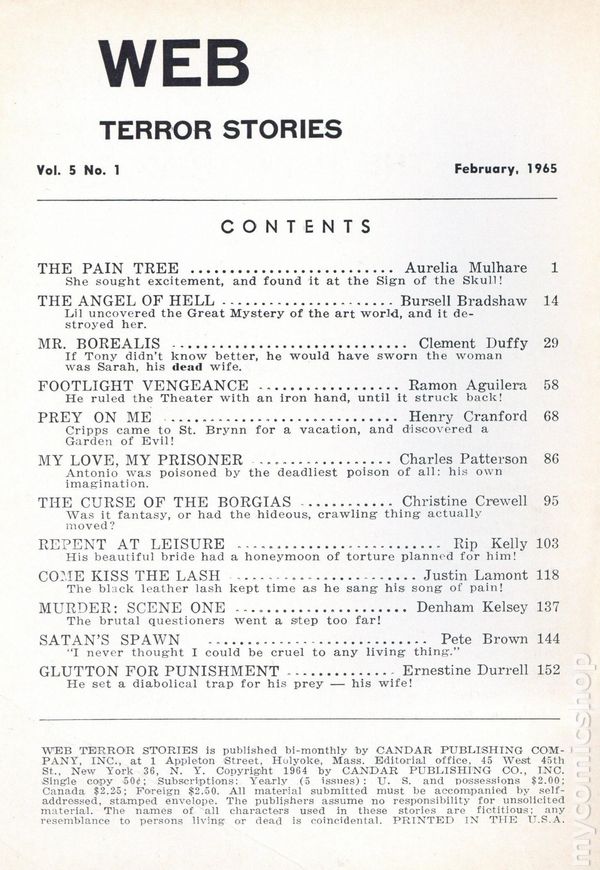 WEB
TERROR STORIES
Vol. 5 No. 1 February, 1965
CONTENTS
THE PAIN TREE .......................... Aurelia Mulhare 1
She sought excitement, and found it at the Sign of the Skull!
THE ANGEL OF HELL ...................... Bursell Bradshaw 14
Lil uncovered the Great Mystery of the art world, and it de-
stroyed her.
MR. BOREALIS .............................. Clement Duffy 29
If Tony didn't know better, he would have sworn the woman
was Sarah, his dead wife.
FOOTLIGHT VENGEANCE .................. Ramon Aguilera 58
He ruled the Theater with an iron hand, until it struck back!
PREY ON ME .............................. Henry Cranford 68
Cripps came to St. Brynn for a vacation, and discovered a
Garden of Evil!
MY LOVE, MY PRISONER .................. Charles Patterson 86
Antonio was poisoned by the deadliest poison of all: his own
imagination.
THE CURSE OF THE BORGIAS ............ Christine Crewell 95
Was it fantasy, or had the hideous, crawling thing actually
moved?
REPENT AT LEISURE .......................... Rip Kelly 103
His beautiful bride had a honeymoon of torture planned for him!
COME KISS THE LASH ........................ Justin Lamont 118
The black leather lash kept time as he sang his song of pain!
MURDER: SCENE ONE ...................... Denham Kelsey 137
The brutal questioners went a step too far!
SATAN'S SPAWN ............................ Pete Brown 144
"I never thought I could be cruel to any living thing."
GLUTTON FOR PUNISHMENT .............. Ernestine Durrell 152
He set a diabolical trap for his prey — his wife!
WEB TERROR STORIES is published bi-monthly by CANDAR PUBLISHING COM-
PANY, INC., at 1 Appleton Street, Holyoke, Mass. Editorial office, 45 West 45th
St., New York 36, N. Y. Copyright 1964 by CANDAR PUBLISHING CO., INC.
Single copy 50¢; Subscriptions: Yearly (5 issues): U. S. and possessions $2.00;
Canada $2.25; Foreign $2.50. All material submitted must be accompanied by self-
addressed, stamped envelope. The publishers assume no responsibility for unsolicited
material. The names of all characters used in these stories are fictitious; any
resemblance to persons living or dead is coincidental. PRINTED IN THE U.S.A.
mycomicshop